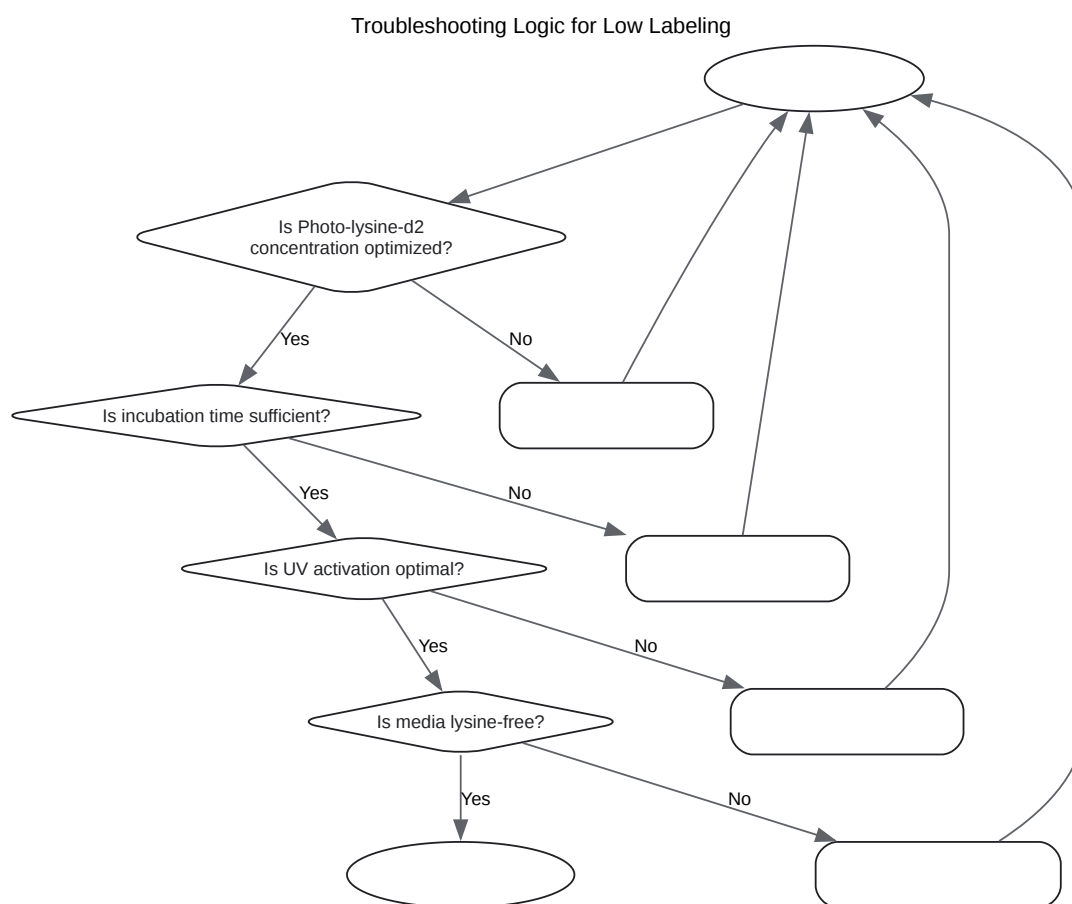 Troubleshooting Logic for Low Labeling
Is Photo-lysine-d2
concentration optimized?
Yes
No
Is incubation time sufficient?
Yes
No
Is UV activation optimal?
Yes
No
Is media lysine-free?
Yes
No